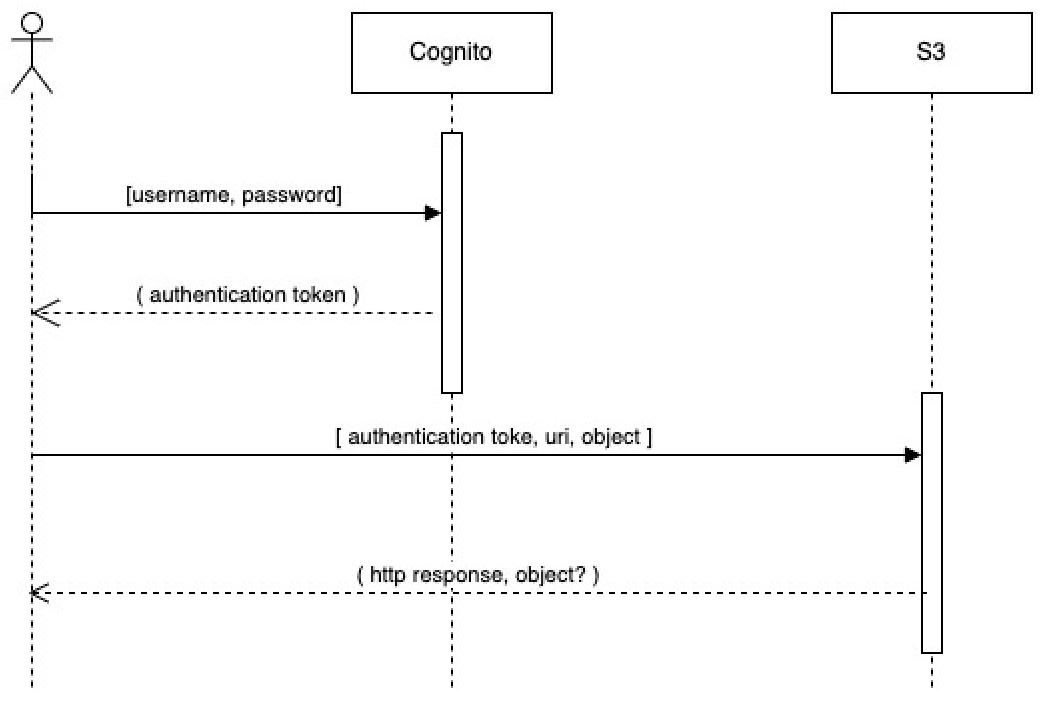 Cognito
S3
[username, password]
( authentication token )
[ authentication toke, uri, object ]
( http response, object? )